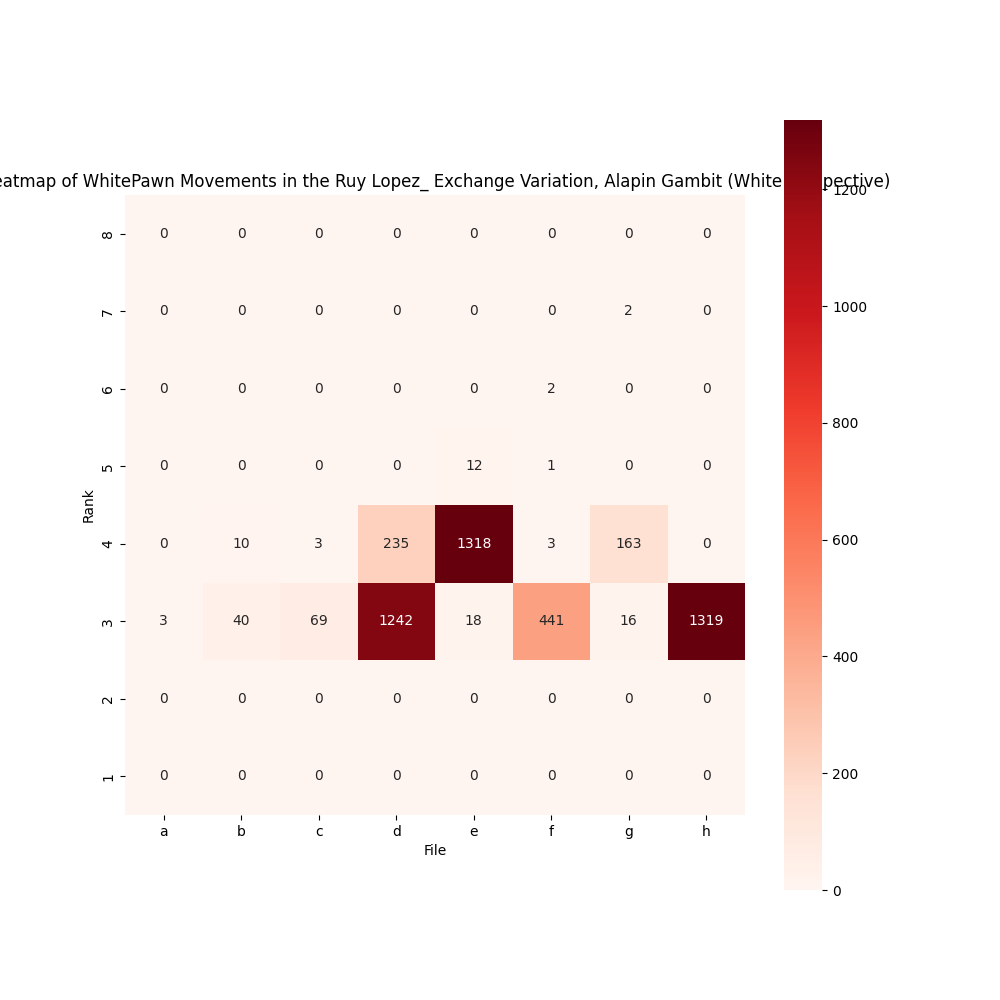 eatmap of WhitePawn Movements in the Ruy Lopez_ Exchange Variation, Alapin Gambit (White pective)
1200
8 0 0 0 0 0 0 0 0
7 0 0 0 0 0 0 2 0
1000
6 0 0 0 0 0 2 0 0
800
5 0 0 0 0 12 1 0 0
Rank
4 0 10 3 235 1318 3 163 0
600
3 3 40 69 1242 18 441 16 1319
400
2 0 0 0 0 0 0 0 0
200
1 0 0 0 0 0 0 0 0
a b c d e f g h
File
0